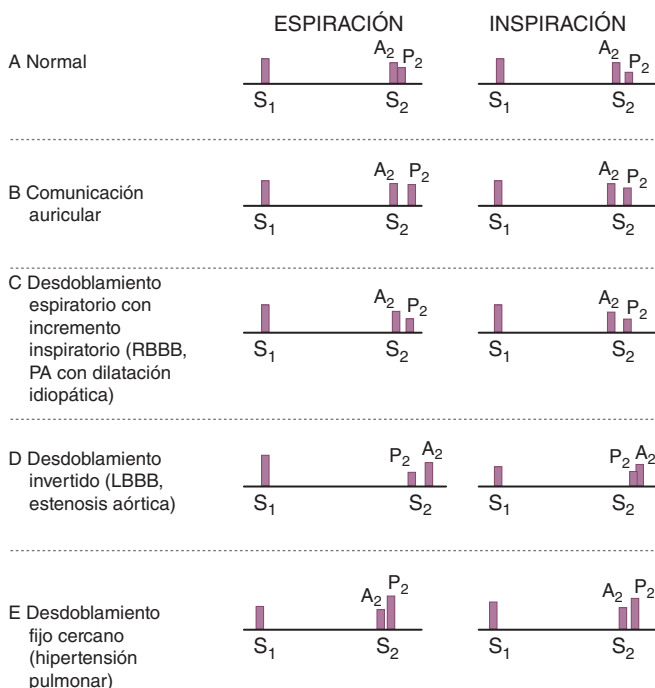 ESPIRACIÓN INSPIRACIÓN
A Normal
A₂ P₂ A₂ P₂
S₁ S₂ S₁ S₂
B Comunicación
auricular
A₂ P₂ A₂ P₂
S₁ S₂ S₁ S₂
C Desdoblamiento
espiratorio con
incremento
inspiratorio (RBBB,
PA con dilatación
idiopática)
A₂ P₂ A₂ P₂
S₁ S₂ S₁ S₂
D Desdoblamiento
invertido (LBBB,
estenosis aórtica)
P₂ A₂ P₂ A₂
S₁ S₂ S₁ S₂
E Desdoblamiento
fijo cercano
(hipertensión
pulmonar)
A₂ P₂ A₂ P₂
S₁ S₂ S₁ S₂